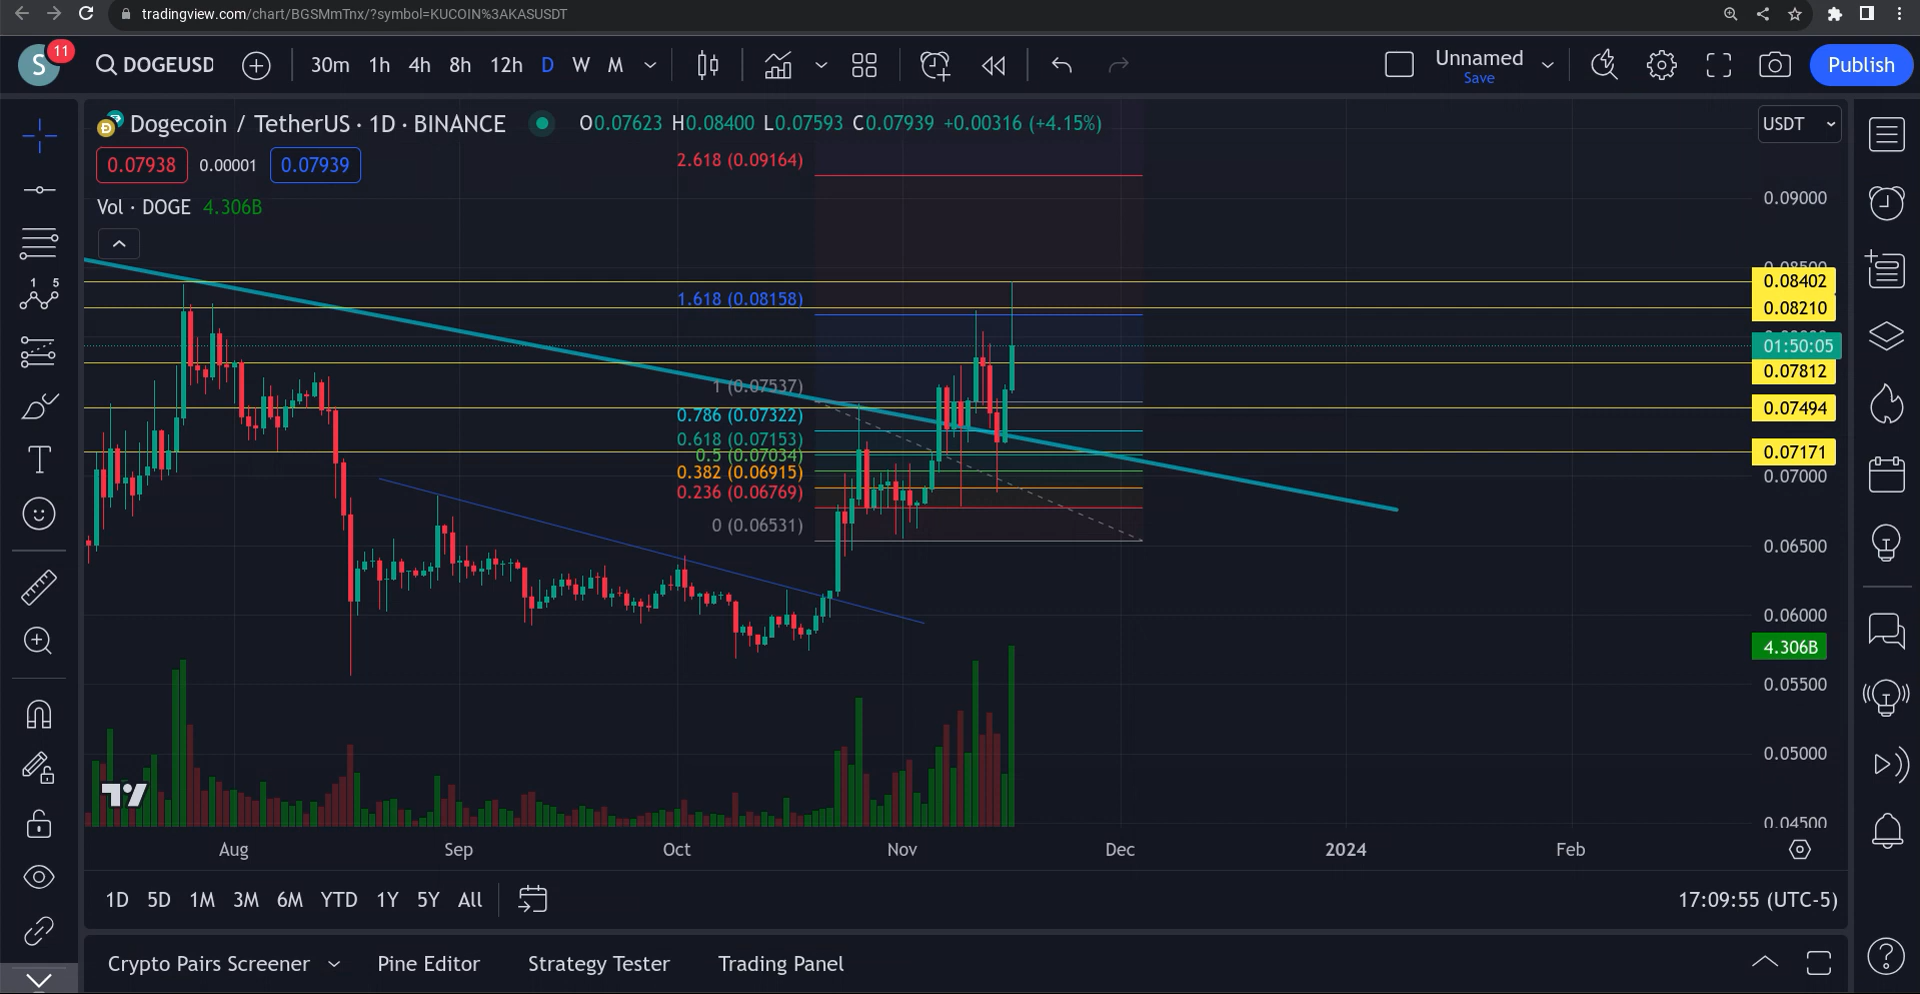 tradingview.com/chart/BGSMmTnx/?symbol=KUCOIN%3AKASUSDT
S 11 DOGEUSD 30m 1h 4h 8h 12h D W M Unnamed Save Publish
Dogecoin / TetherUS · 1D · BINANCE O0.07623 H0.08400 L0.07593 C0.07939 +0.00316 (+4.15%) USDT
0.07938 0.00001 0.07939
2.618 (0.09164)
Vol · DOGE 4.306B
0.09000
0.08500
0.08402
1.618 (0.08158)
0.08210
01:50:05
0.07812
1 (0.07537)
0.786 (0.07322)
0.07494
0.618 (0.07153)
0.5 (0.07034)
0.07171
0.382 (0.06915)
0.07000
0.236 (0.06769)
0 (0.06531)
0.06500
0.06000
4.306B
0.05500
0.05000
0.04500
Aug Sep Oct Nov Dec 2024 Feb
1D 5D 1M 3M 6M YTD 1Y 5Y All 17:09:55 (UTC-5)
Crypto Pairs Screener Pine Editor Strategy Tester Trading Panel